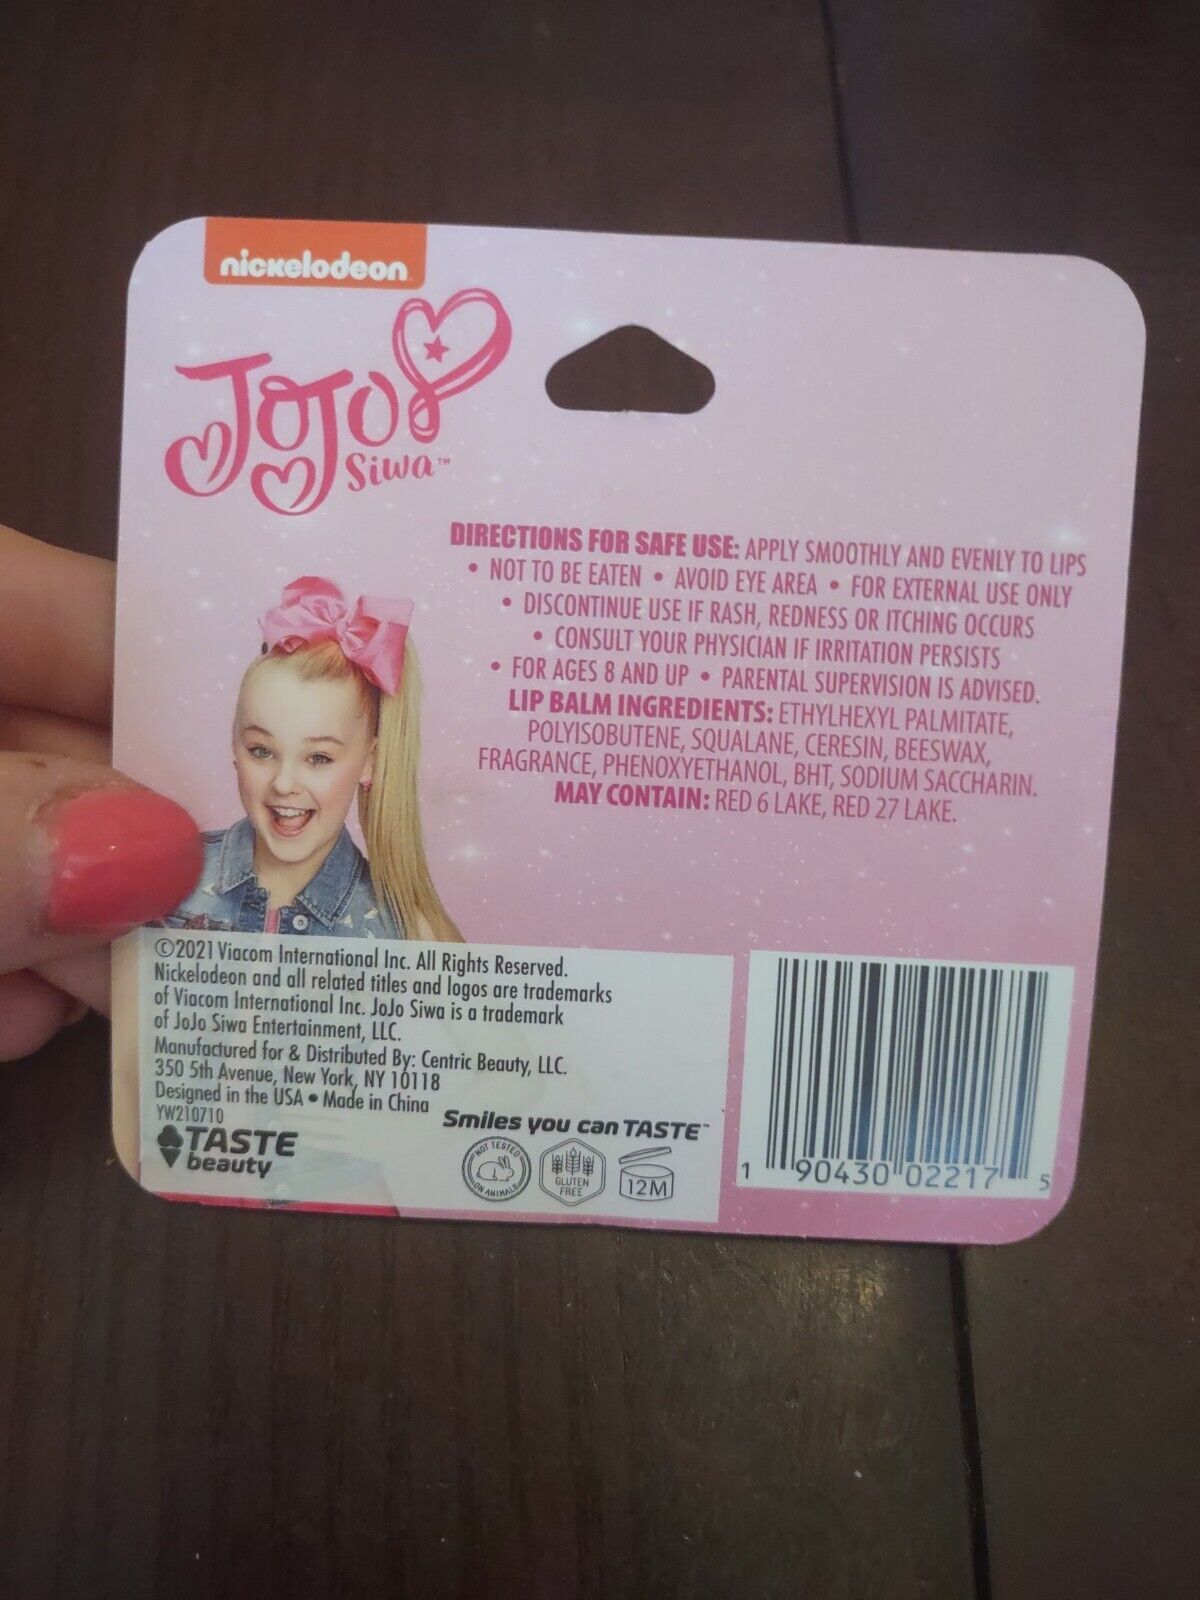 nickelodeon
JoJo
Siwa™
DIRECTIONS FOR SAFE USE: APPLY SMOOTHLY AND EVENLY TO LIPS
• NOT TO BE EATEN • AVOID EYE AREA • FOR EXTERNAL USE ONLY
• DISCONTINUE USE IF RASH, REDNESS OR ITCHING OCCURS
• CONSULT YOUR PHYSICIAN IF IRRITATION PERSISTS
• FOR AGES 8 AND UP • PARENTAL SUPERVISION IS ADVISED.
LIP BALM INGREDIENTS: ETHYLHEXYL PALMITATE,
POLYISOBUTENE, SQUALANE, CERESIN, BEESWAX,
FRAGRANCE, PHENOXYETHANOL, BHT, SODIUM SACCHARIN.
MAY CONTAIN: RED 6 LAKE, RED 27 LAKE.
©2021 Viacom International Inc. All Rights Reserved.
Nickelodeon and all related titles and logos are trademarks
of Viacom International Inc. JoJo Siwa is a trademark
of JoJo Siwa Entertainment, LLC.
Manufactured for & Distributed By: Centric Beauty, LLC.
350 5th Avenue, New York, NY 10118
Designed in the USA • Made in China
YW210710
TASTE
beauty
Smiles you can TASTE™
NOT TESTED
ON ANIMALS
GLUTEN
FREE
12M
1 90430 02217 5